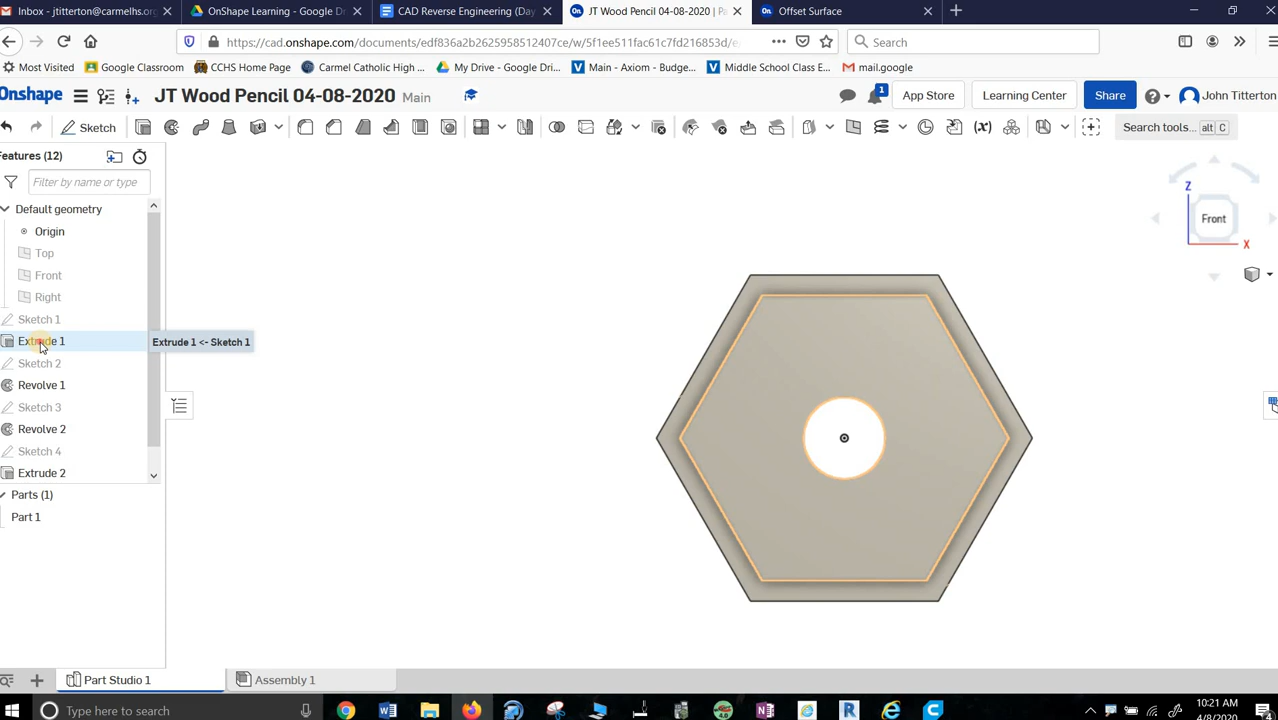 Inbox - jtitterton@carmelhs.org
OnShape Learning - Google Dri
CAD Reverse Engineering (Day
JT Wood Pencil 04-08-2020 | Pa
Offset Surface
https://cad.onshape.com/documents/edf836a2b2625958512407ce/w/5f1ee511fac61c7fd216853d/e
Search
Most Visited
Google Classroom
CCHS Home Page
Carmel Catholic High ...
My Drive - Google Dri...
Main - Axiom - Budge...
Middle School Class E...
mail.google
Onshape
JT Wood Pencil 04-08-2020 Main
1
App Store
Learning Center
Share
John Titterton
Sketch
(x)
Search tools... alt C
Features (12)
Filter by name or type
Default geometry
Origin
Top
Front
Right
Sketch 1
Extrude 1
Extrude 1 <- Sketch 1
Sketch 2
Revolve 1
Sketch 3
Revolve 2
Sketch 4
Extrude 2
Parts (1)
Part 1
Z
Front
X
Part Studio 1
Assembly 1
Type here to search
10:21 AM
4/8/2020